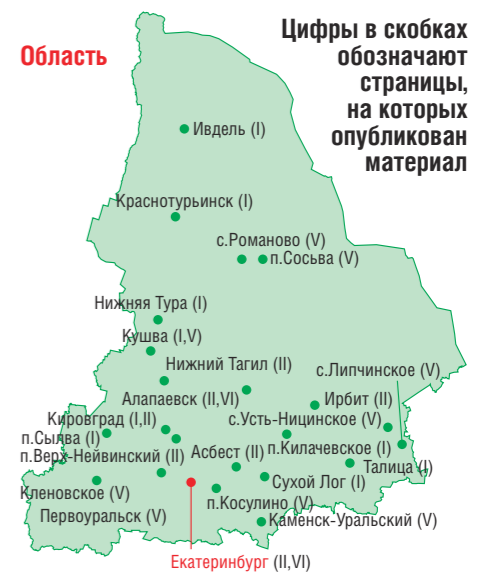 Область
Цифры в скобках
обозначают
страницы,
на которых
опубликован
материал
Ивдель (I)
Краснотурьинск (I)
с.Романово (V)
п.Сосьва (V)
Нижняя Тура (I)
Кушва (I,V)
Нижний Тагил (II)
с.Липчинское (V)
Алапаевск (II,VI)
Ирбит (II)
Кировград (I,II)
с.Усть-Ницинское (V)
п.Сылва (I)
п.Верх-Нейвинский (II)
Асбест (II)
п.Килачевское (I)
Талица (I)
Сухой Лог (I)
Кленовское (V)
п.Косулино (V)
Первоуральск (V)
Каменск-Уральский (V)
Екатеринбург (II,VI)